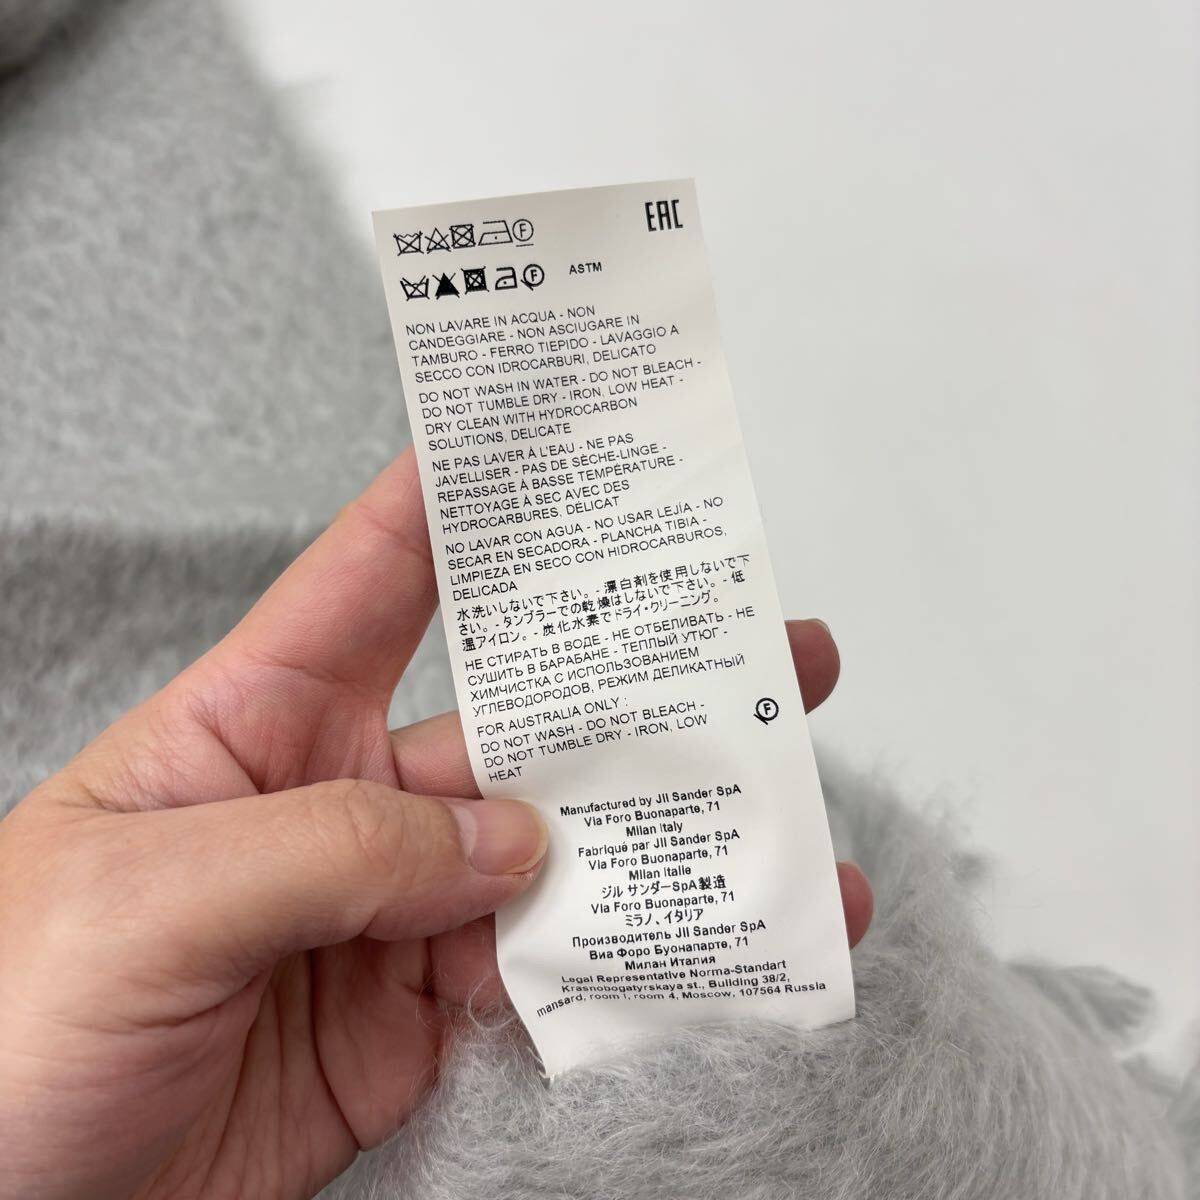 EAC
F
F ASTM
NON LAVARE IN ACQUA - NON
CANDEGGIARE - NON ASCIUGARE IN
TAMBURO - FERRO TIEPIDO - LAVAGGIO A
SECCO CON IDROCARBURI, DELICATO
DO NOT WASH IN WATER - DO NOT BLEACH -
DO NOT TUMBLE DRY - IRON, LOW HEAT -
DRY CLEAN WITH HYDROCARBON
SOLUTIONS, DELICATE
NE PAS LAVER À L'EAU - NE PAS
JAVELLISER - PAS DE SÈCHE-LINGE -
REPASSAGE À BASSE TEMPÉRATURE -
NETTOYAGE À SEC AVEC DES
HYDROCARBURES, DÉLICAT
NO LAVAR CON AGUA - NO USAR LEJÍA - NO
SECAR EN SECADORA - PLANCHA TIBIA -
LIMPIEZA EN SECO CON HIDROCARBUROS,
DELICADA
水洗いしないで下さい。- 漂白剤を使用しないで下
さい。- タンブラーでの乾燥はしないで下さい。- 低
温アイロン。- 炭化水素でドライ・クリーニング。
НЕ СТИРАТЬ В ВОДЕ - НЕ ОТБЕЛИВАТЬ - НЕ
СУШИТЬ В БАРАБАНЕ - ТЕПЛЫЙ УТЮГ -
ХИМЧИСТКА С ИСПОЛЬЗОВАНИЕМ
УГЛЕВОДОРОДОВ, РЕЖИМ ДЕЛИКАТНЫЙ
FOR AUSTRALIA ONLY :
DO NOT WASH - DO NOT BLEACH -
DO NOT TUMBLE DRY - IRON, LOW
HEAT
F
Manufactured by Jil Sander SpA
Via Foro Buonaparte, 71
Milan Italy
Fabriqué par Jil Sander SpA
Via Foro Buonaparte, 71
Milan Italie
ジル サンダーSpA製造
Via Foro Buonaparte, 71
ミラノ、イタリア
Производитель Jil Sander SpA
Виа Форо Буонапарте, 71
Милан Италия
Legal Representative Norma-Standart
Krasnobogatyrskaya st., Building 38/2,
mansard, room I, room 4, Moscow, 107564 Russia